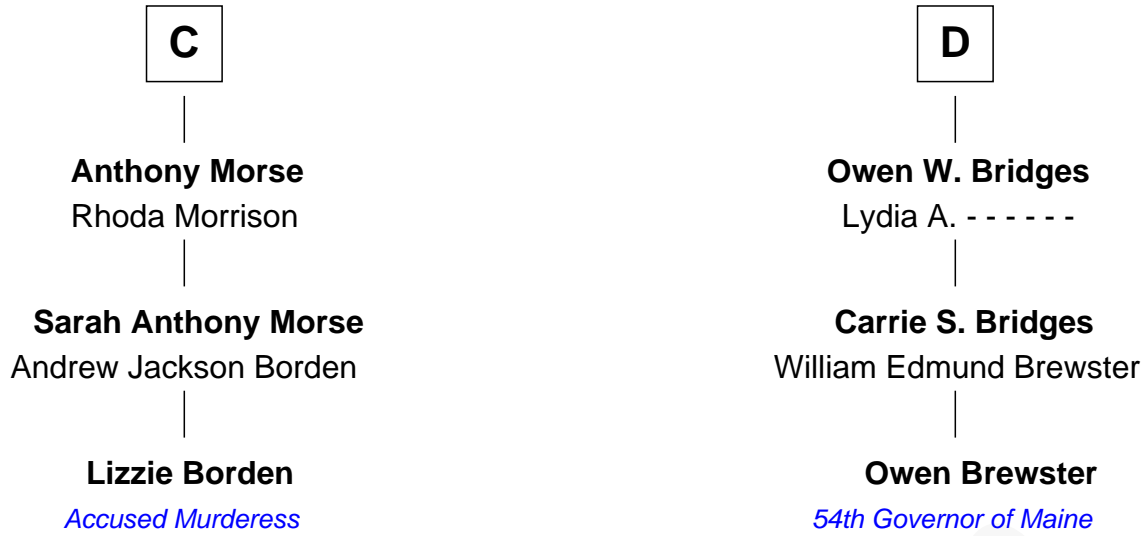 C
D
Anthony Morse
Rhoda Morrison
Owen W. Bridges
Lydia A. - - - - - -
Sarah Anthony Morse
Andrew Jackson Borden
Carrie S. Bridges
William Edmund Brewster
Lizzie Borden
Accused Murderess
Owen Brewster
54th Governor of Maine